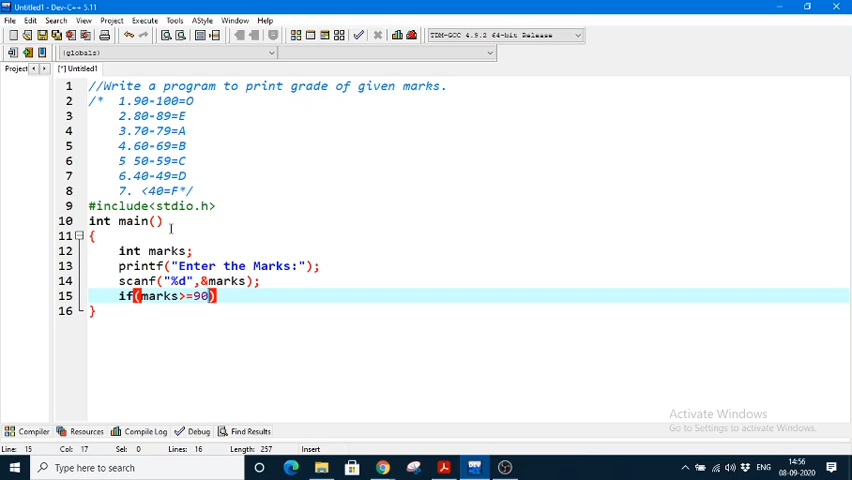 Untitled1 - Dev-C++ 5.11
File Edit Search View Project Execute Tools AStyle Window Help
TDM-GCC 4.9.2 64-bit Release
(globals)
Project
[*] Untitled1
1 //Write a program to print grade of given marks.
2 /* 1.90-100=O
3 2.80-89=E
4 3.70-79=A
5 4.60-69=B
6 5 50-59=C
7 6.40-49=D
8 7. <40=F*/
9 #include<stdio.h>
10 int main()
11 {
12 int marks;
13 printf("Enter the Marks:");
14 scanf("%d",&marks);
15 if(marks>=90)
16 }
Activate Windows
Go to Settings to activate Windows.
Compiler Resources Compile Log Debug Find Results
Line: 15 Col: 17 Sel: 0 Lines: 16 Length: 257 Insert
Type here to search
ENG
14:56
08-09-2020